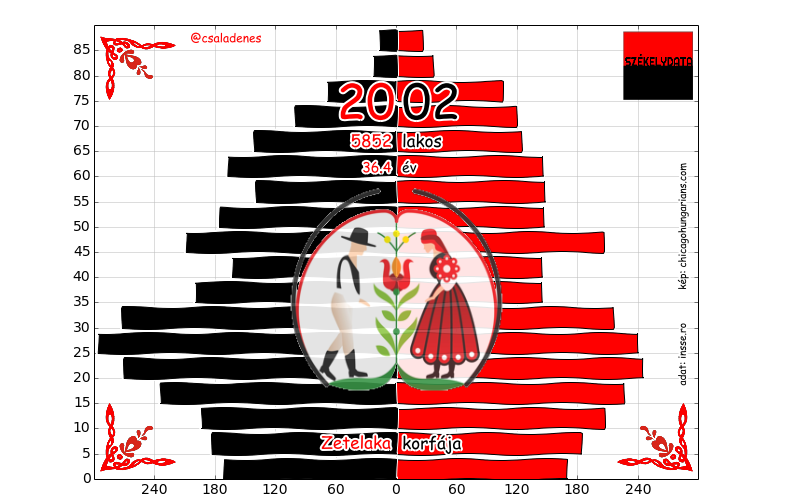 @csaladenes
SZÉKELYDATA
2002
5852 lakos
36.4 év
kép: chicagohungarians.com
adat: insse.ro
Zetelaka korfája
85
80
75
70
65
60
55
50
45
40
35
30
25
20
15
10
5
0
240 180 120 60 0 60 120 180 240